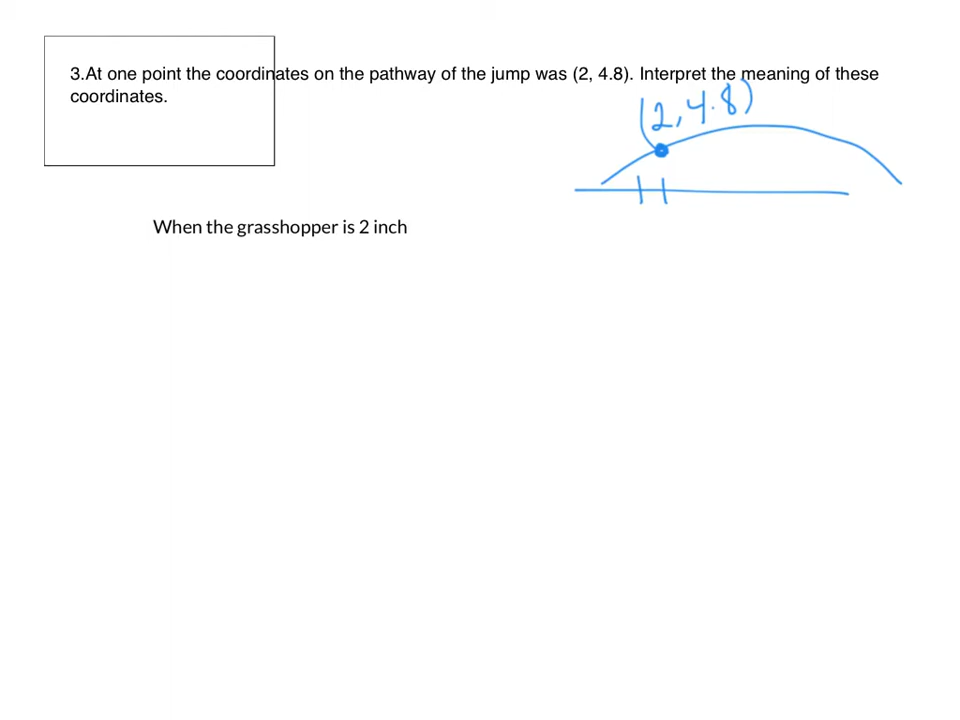 3.At one point the coordinates on the pathway of the jump was (2, 4.8). Interpret the meaning of these
coordinates.
(2, 4.8)
When the grasshopper is 2 inch